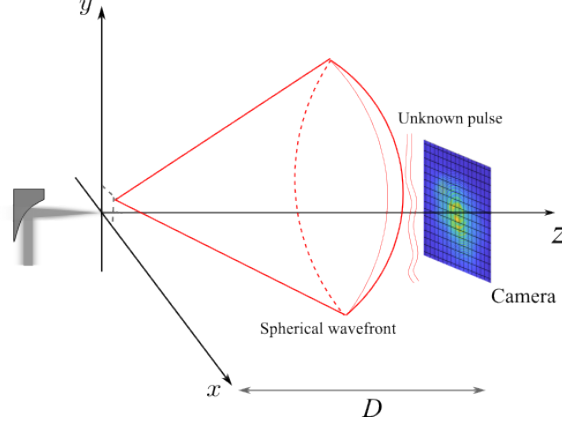 y
Unknown pulse
z
Camera
Spherical wavefront
x
D